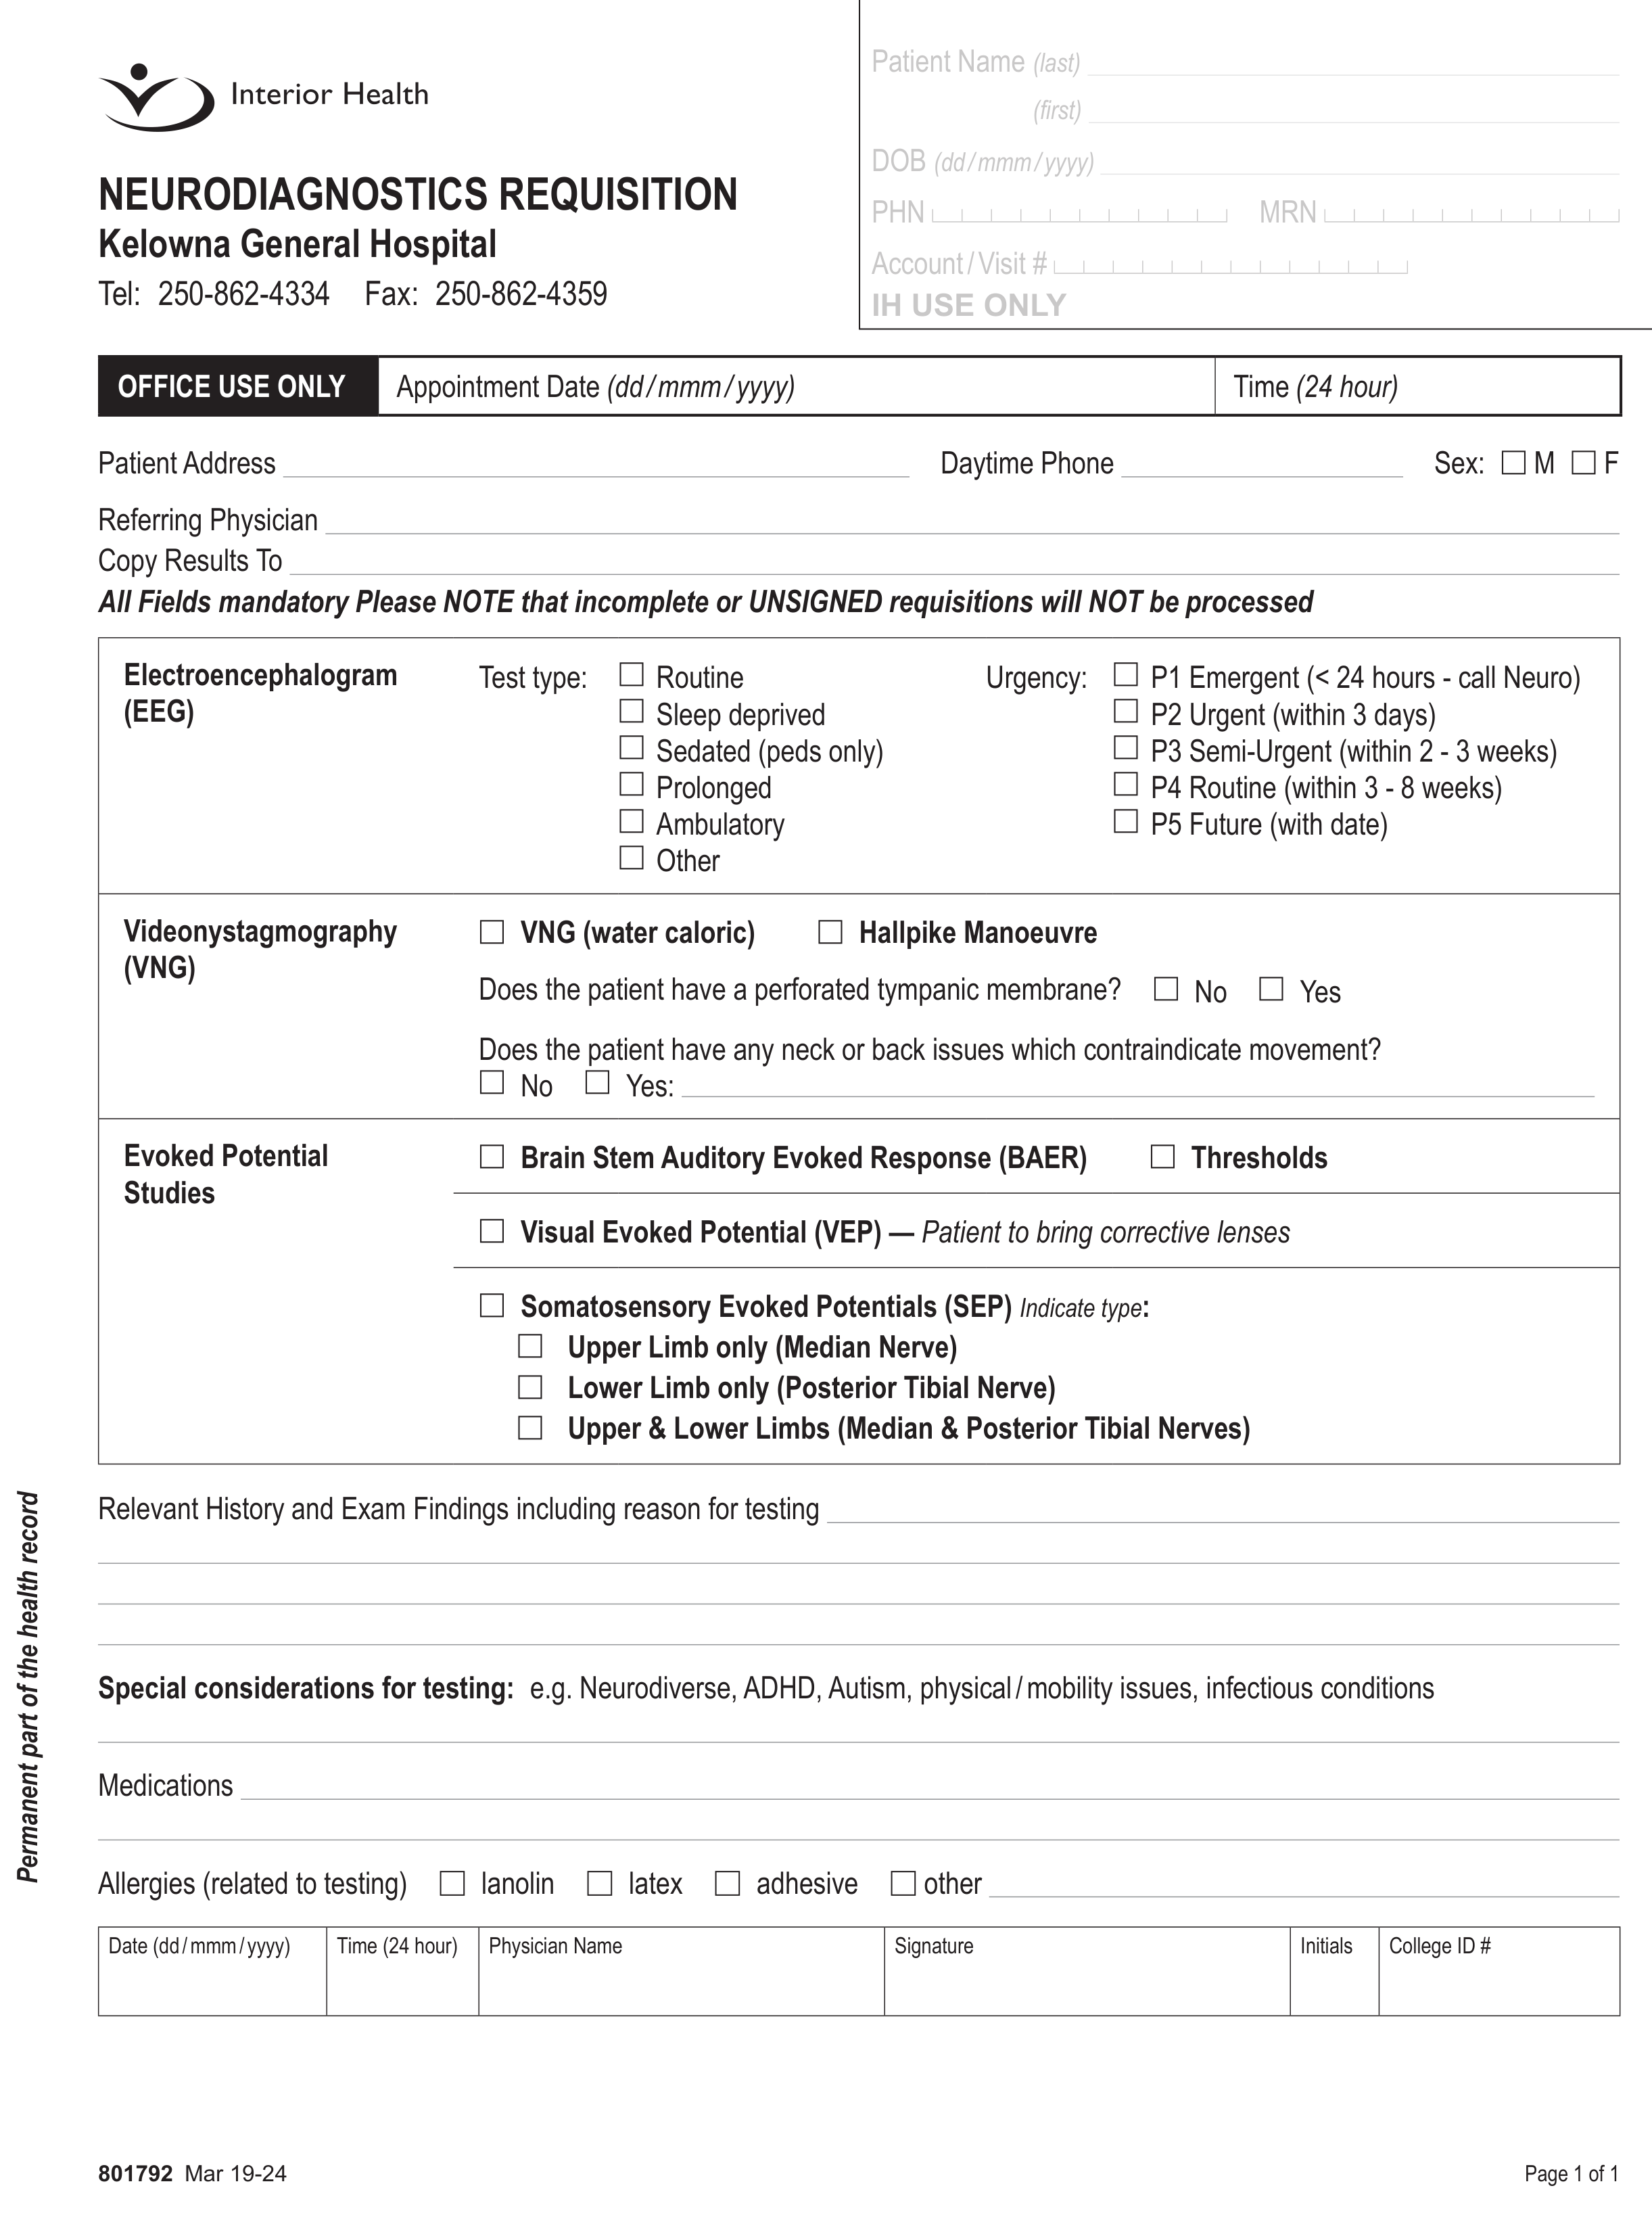 Interior Health
NEURODIAGNOSTICS REQUISITION
Kelowna General Hospital
Tel: 250-862-4334 Fax: 250-862-4359
Patient Name (last)
(first)
DOB (dd/mmm/yyyy)
PHN MRN
Account/Visit #
IH USE ONLY
OFFICE USE ONLY Appointment Date (dd/mmm/yyyy) Time (24 hour)
Patient Address Daytime Phone Sex: M F
Referring Physician
Copy Results To
All Fields mandatory Please NOTE that incomplete or UNSIGNED requisitions will NOT be processed
Electroencephalogram
(EEG)
Test type: Routine
Sleep deprived
Sedated (peds only)
Prolonged
Ambulatory
Other
Urgency: P1 Emergent (< 24 hours - call Neuro)
P2 Urgent (within 3 days)
P3 Semi-Urgent (within 2 - 3 weeks)
P4 Routine (within 3 - 8 weeks)
P5 Future (with date)
Videonystagmography
(VNG)
VNG (water caloric) Hallpike Manoeuvre
Does the patient have a perforated tympanic membrane? No Yes
Does the patient have any neck or back issues which contraindicate movement?
No Yes:
Evoked Potential
Studies
Brain Stem Auditory Evoked Response (BAER) Thresholds
Visual Evoked Potential (VEP) — Patient to bring corrective lenses
Somatosensory Evoked Potentials (SEP) Indicate type:
Upper Limb only (Median Nerve)
Lower Limb only (Posterior Tibial Nerve)
Upper & Lower Limbs (Median & Posterior Tibial Nerves)
Relevant History and Exam Findings including reason for testing
Special considerations for testing: e.g. Neurodiverse, ADHD, Autism, physical/mobility issues, infectious conditions
Medications
Allergies (related to testing) lanolin latex adhesive other
Date (dd/mmm/yyyy) Time (24 hour) Physician Name Signature Initials College ID #
Permanent part of the health record
801792 Mar 19-24 Page 1 of 1